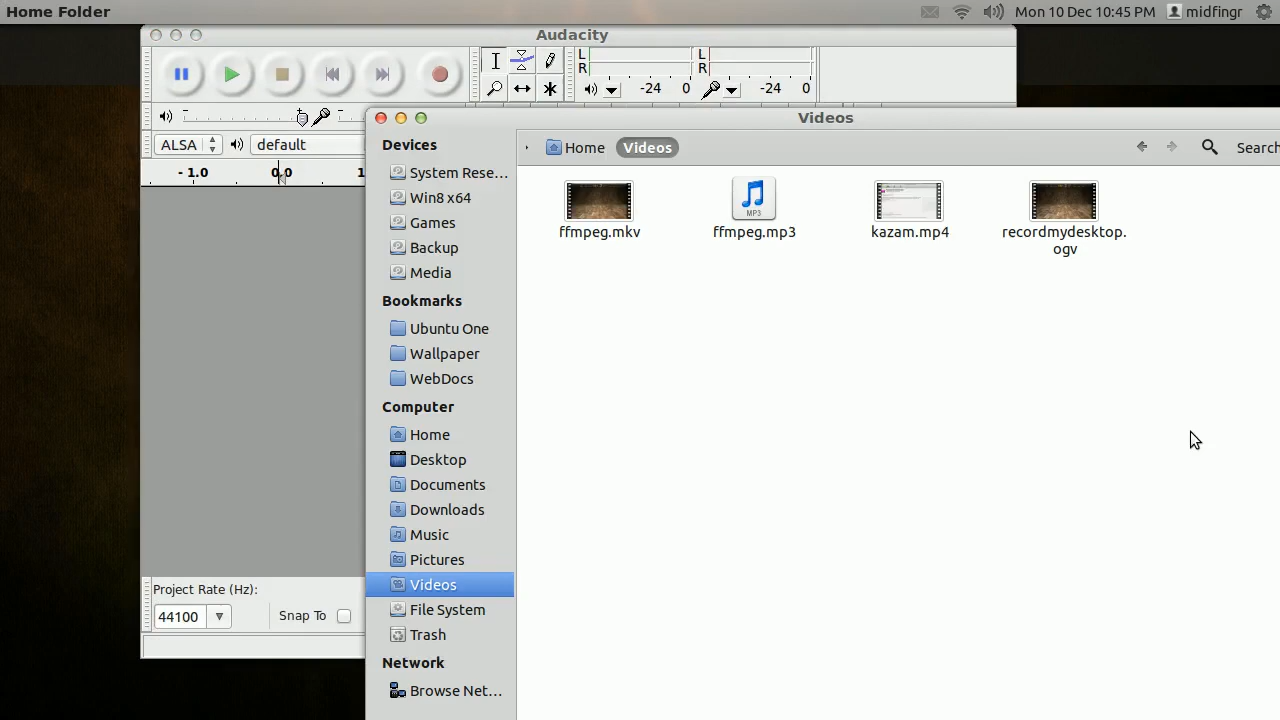 Home Folder
Mon 10 Dec 10:45 PM
midfingr
Audacity
L
R
-24
0
L
R
-24
0
ALSA
default
- 1.0
0.0
1
Videos
Devices
System Rese...
Win8 x64
Games
Backup
Media
Bookmarks
Ubuntu One
Wallpaper
WebDocs
Computer
Home
Desktop
Documents
Downloads
Music
Pictures
Videos
File System
Trash
Network
Browse Net...
Home
Videos
Search
ffmpeg.mkv
MP3
ffmpeg.mp3
kazam.mp4
recordmydesktop.
ogv
Project Rate (Hz):
44100
Snap To